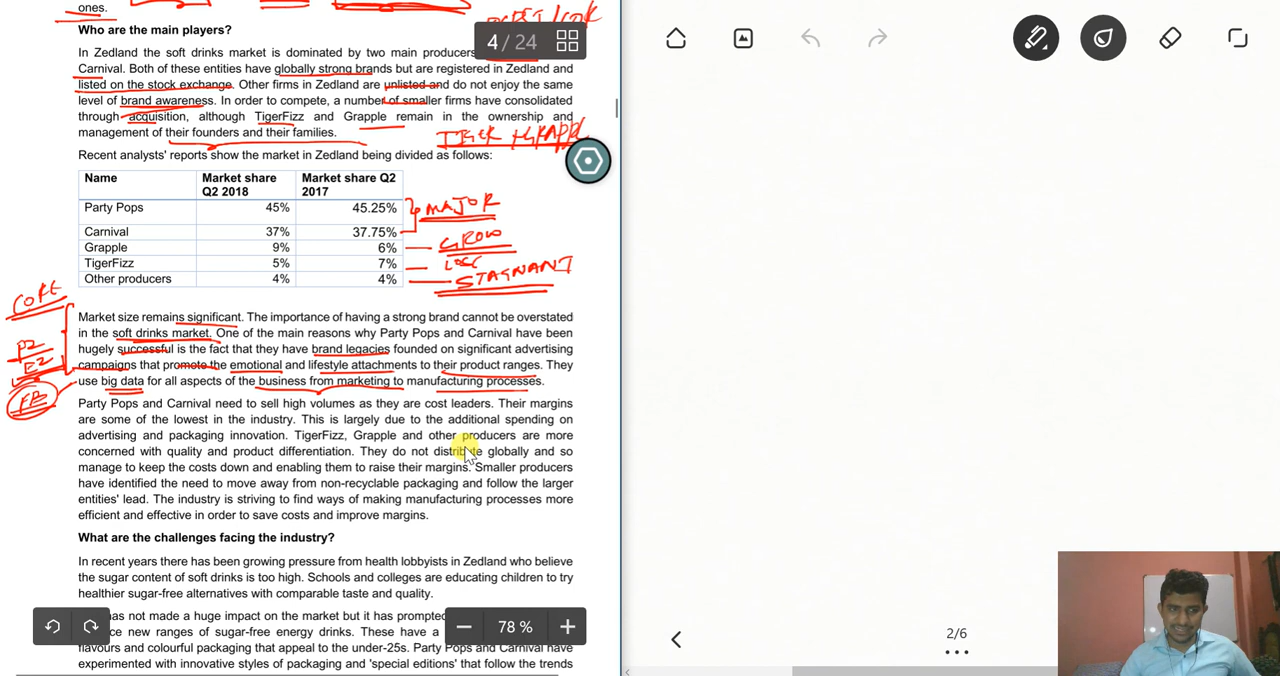 ones.
Who are the main players?
4 / 24
In Zedland the soft drinks market is dominated by two main producers
Carnival. Both of these entities have globally strong brands but are registered in Zedland and
listed on the stock exchange. Other firms in Zedland are unlisted and do not enjoy the same
level of brand awareness. In order to compete, a number of smaller firms have consolidated
through acquisition, although TigerFizz and Grapple remain in the ownership and
management of their founders and their families.
Recent analysts' reports show the market in Zedland being divided as follows:
Name Market share Q2 2018 Market share Q2 2017
Party Pops 45% 45.25%
MAJOR
Carnival 37% 37.75%
Grapple 9% 6% GROW
TigerFizz 5% 7%
Other producers 4% 4% STAGNANT
Market size remains significant. The importance of having a strong brand cannot be overstated
in the soft drinks market. One of the main reasons why Party Pops and Carnival have been
hugely successful is the fact that they have brand legacies founded on significant advertising
campaigns that promote the emotional and lifestyle attachments to their product ranges. They
use big data for all aspects of the business from marketing to manufacturing processes.
P2
E2
Party Pops and Carnival need to sell high volumes as they are cost leaders. Their margins
are some of the lowest in the industry. This is largely due to the additional spending on
advertising and packaging innovation. TigerFizz, Grapple and other producers are more
concerned with quality and product differentiation. They do not distribute globally and so
manage to keep the costs down and enabling them to raise their margins. Smaller producers
have identified the need to move away from non-recyclable packaging and follow the larger
entities' lead. The industry is striving to find ways of making manufacturing processes more
efficient and effective in order to save costs and improve margins.
What are the challenges facing the industry?
In recent years there has been growing pressure from health lobbyists in Zedland who believe
the sugar content of soft drinks is too high. Schools and colleges are educating children to try
healthier sugar-free alternatives with comparable taste and quality.
has not made a huge impact on the market but it has prompted
new ranges of sugar-free energy drinks. These have a
78 %
flavours and colourful packaging that appeal to the under-25s. Party Pops and Carnival have
experimented with innovative styles of packaging and 'special editions' that follow the trends
2/6